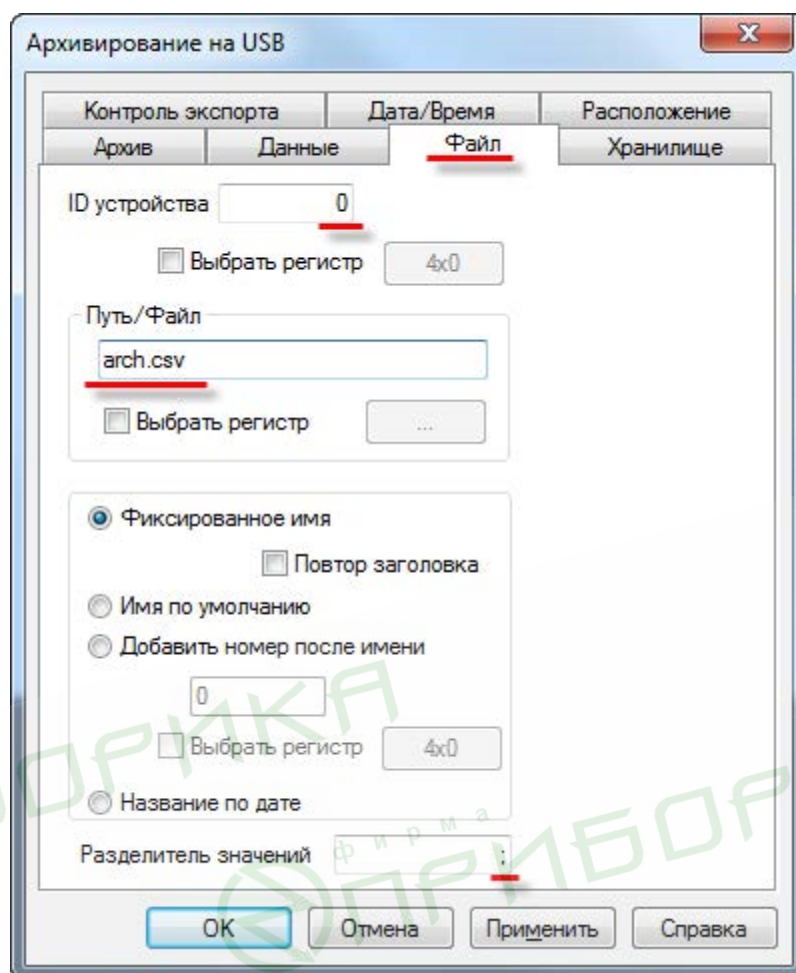 Архивирование на USB
Контроль экспорта Дата/Время Расположение
Архив Данные Файл Хранилище
ID устройства 0
Выбрать регистр 4x0
Путь/Файл
arch.csv
Выбрать регистр ...
Фиксированное имя
Повтор заголовка
Имя по умолчанию
Добавить номер после имени
0
Выбрать регистр 4x0
Название по дате
Разделитель значений ;
OK Отмена Применить Справка
фирма